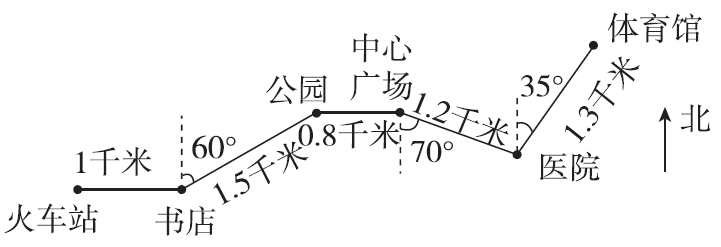 体育馆
中心
广场
公园
35°
1.2千米
1.3千米
北
60°
0.8千米
70°
1千米
1.5千米
医院
火车站
书店